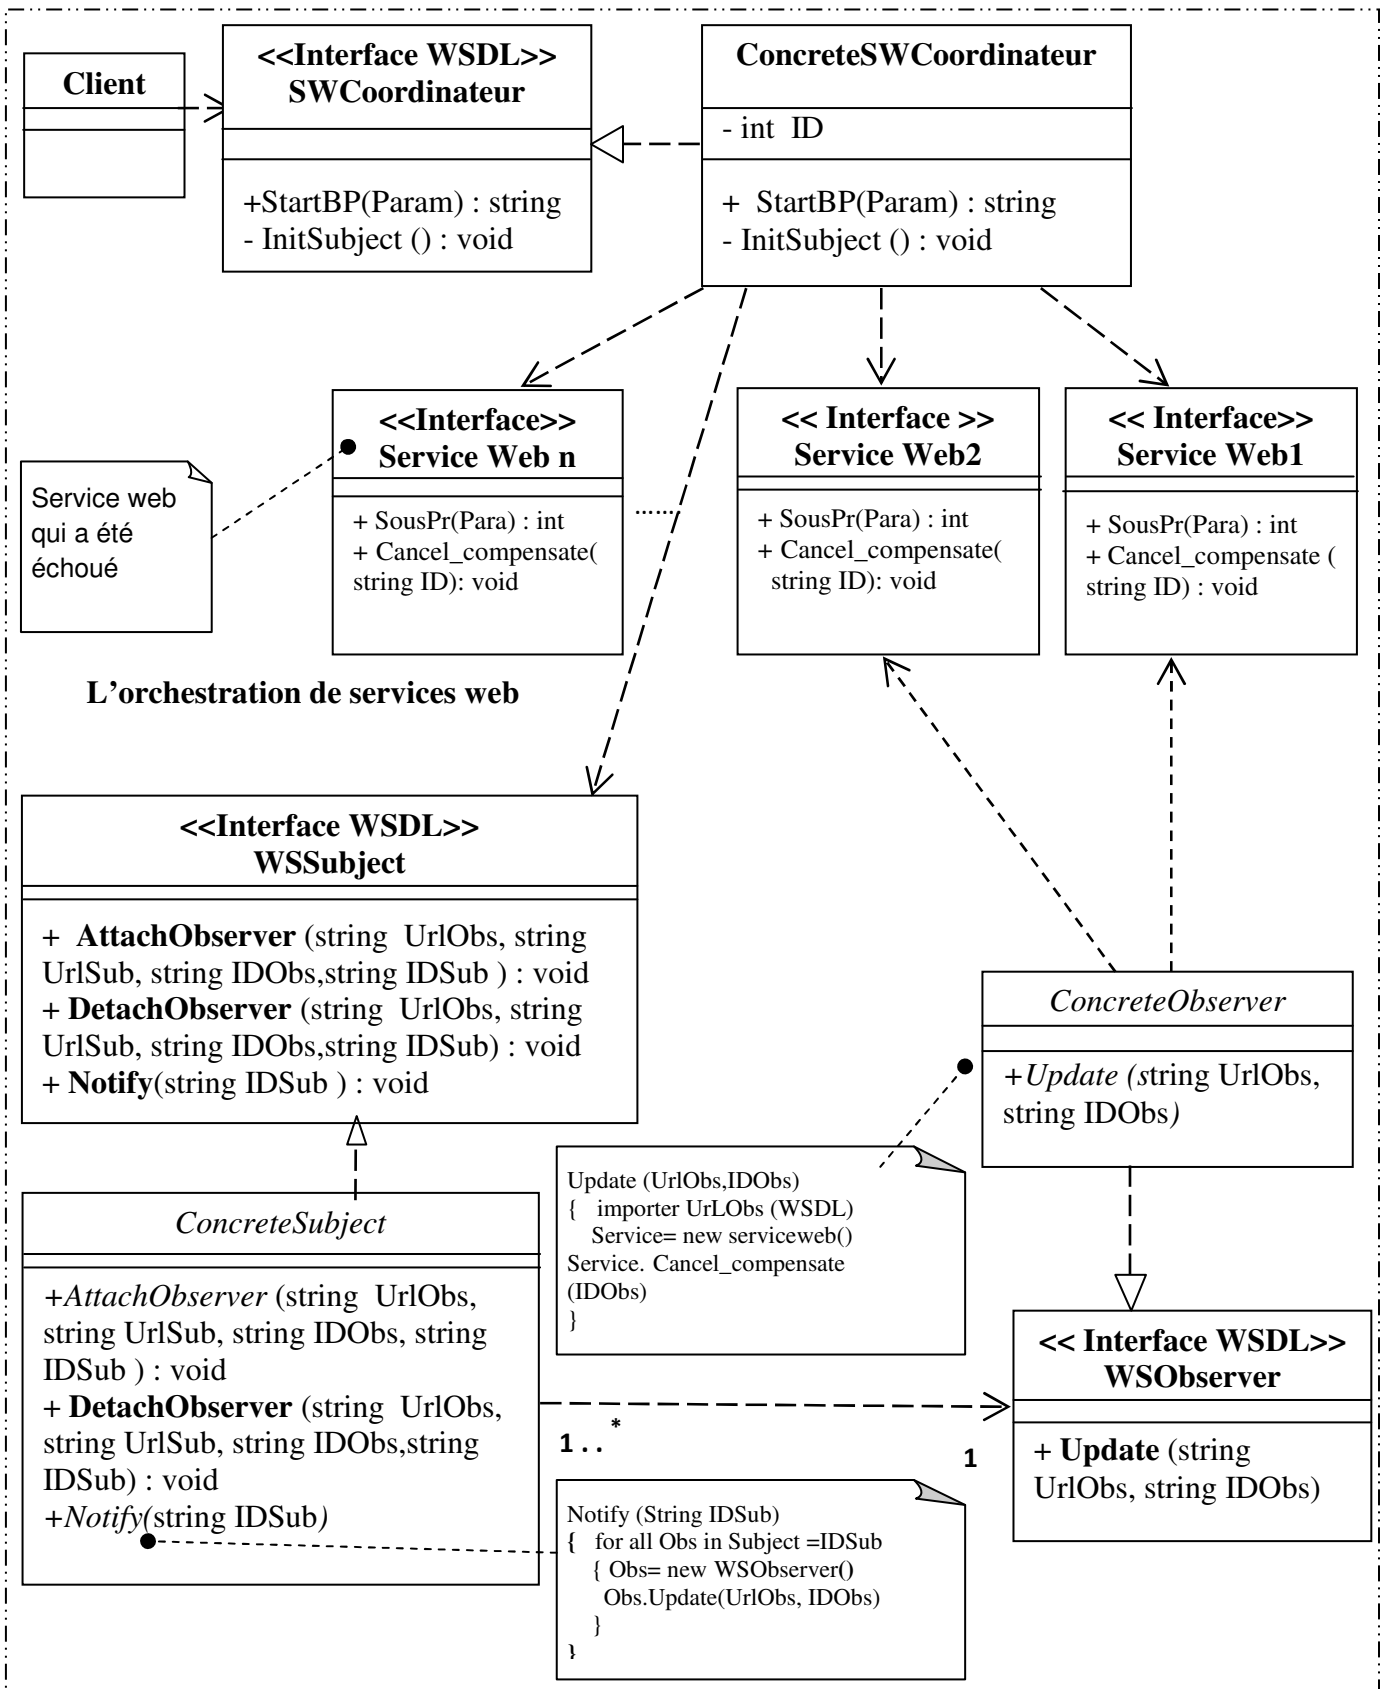 Client
<<Interface WSDL>>
SWCoordinateur
+StartBP(Param) : string
- InitSubject () : void
ConcreteSWCoordinateur
- int ID
+ StartBP(Param) : string
- InitSubject () : void
Service web
qui a été
échoué
<<Interface>>
Service Web n
+ SousPr(Para) : int
+ Cancel_compensate(
string ID): void
........
<< Interface >>
Service Web2
+ SousPr(Para) : int
+ Cancel_compensate(
string ID): void
<< Interface>>
Service Web1
+ SousPr(Para) : int
+ Cancel_compensate (
string ID) : void
L'orchestration de services web
<<Interface WSDL>>
WSSubject
+ AttachObserver (string UrlObs, string
UrlSub, string IDObs,string IDSub ) : void
+ DetachObserver (string UrlObs, string
UrlSub, string IDObs,string IDSub) : void
+ Notify(string IDSub ) : void
ConcreteObserver
+Update (string UrlObs,
string IDObs)
Update (UrlObs,IDObs)
{ importer UrLObs (WSDL)
Service= new serviceweb()
Service. Cancel_compensate
(IDObs)
}
ConcreteSubject
+AttachObserver (string UrlObs,
string UrlSub, string IDObs, string
IDSub ) : void
+ DetachObserver (string UrlObs,
string UrlSub, string IDObs,string
IDSub) : void
+Notify(string IDSub)
1 . . *
1
<< Interface WSDL>>
WSObserver
+ Update (string
UrlObs, string IDObs)
Notify (String IDSub)
{ for all Obs in Subject =IDSub
{ Obs= new WSObserver()
Obs.Update(UrlObs, IDObs)
}
}